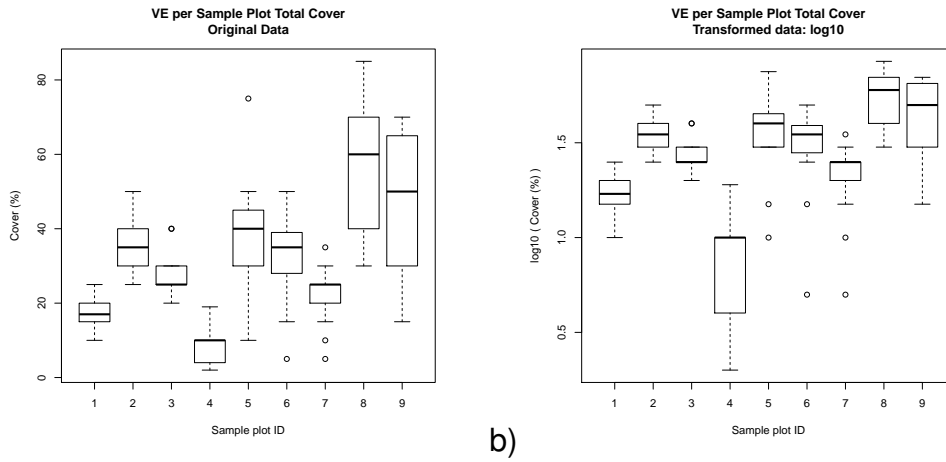 VE per Sample Plot Total Cover
Original Data
Cover (%)
80
60
40
20
0
1 2 3 4 5 6 7 8 9
Sample plot ID
b)
VE per Sample Plot Total Cover
Transformed data: log10
log10 ( Cover (%) )
1.5
1.0
0.5
1 2 3 4 5 6 7 8 9
Sample plot ID